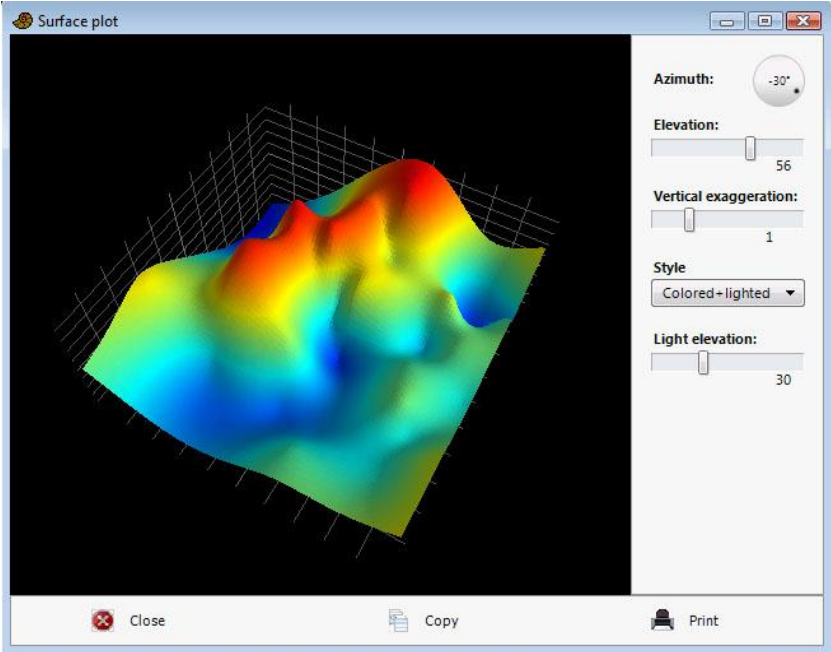 Surface plot
Azimuth:
-30°
Elevation:
56
Vertical exaggeration:
1
Style
Colored+lighted
Light elevation:
30
Close
Copy
Print